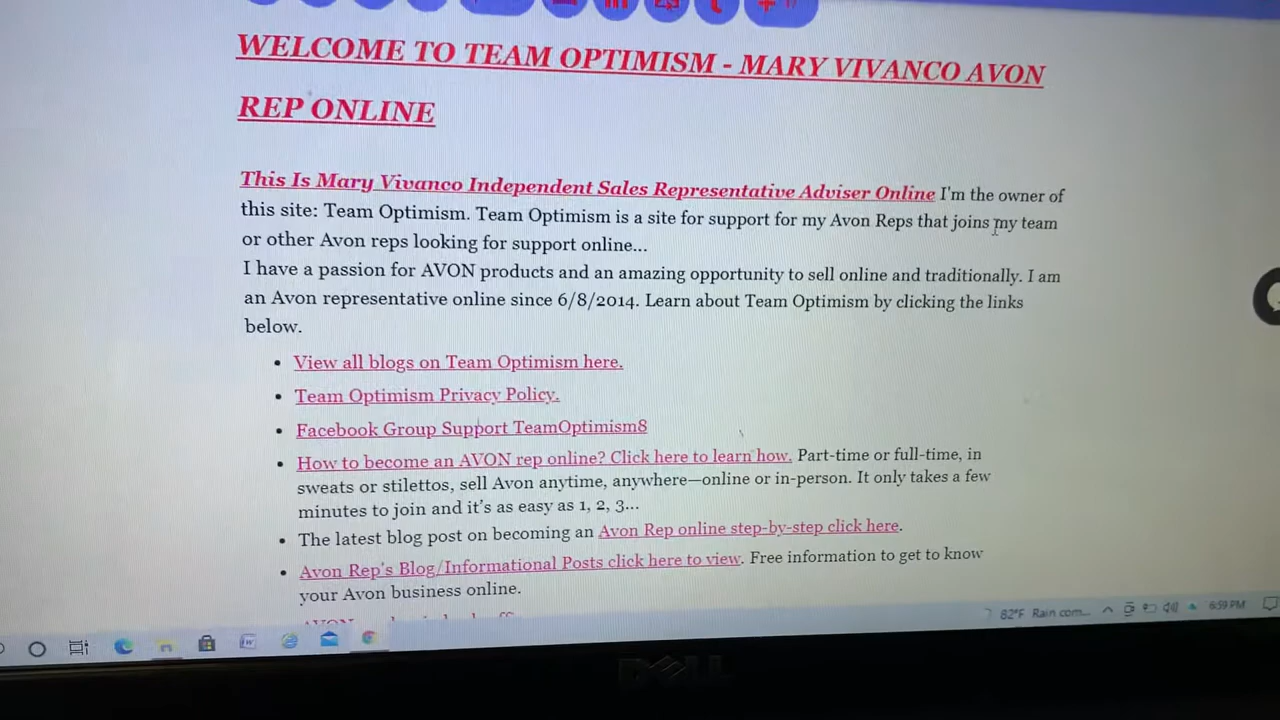 WELCOME TO TEAM OPTIMISM - MARY VIVANCO AVON
REP ONLINE
This Is Mary Vivanco Independent Sales Representative Adviser Online I'm the owner of
this site: Team Optimism. Team Optimism is a site for support for my Avon Reps that joins my team
or other Avon reps looking for support online...
I have a passion for AVON products and an amazing opportunity to sell online and traditionally. I am
an Avon representative online since 6/8/2014. Learn about Team Optimism by clicking the links
below.
• View all blogs on Team Optimism here.
• Team Optimism Privacy Policy.
• Facebook Group Support TeamOptimism8
• How to become an AVON rep online? Click here to learn how. Part-time or full-time, in
sweats or stilettos, sell Avon anytime, anywhere—online or in-person. It only takes a few
minutes to join and it's as easy as 1, 2, 3...
• The latest blog post on becoming an Avon Rep online step-by-step click here.
• Avon Rep's Blog/Informational Posts click here to view. Free information to get to know
your Avon business online.
82°F Rain com... 6:59 PM
DELL